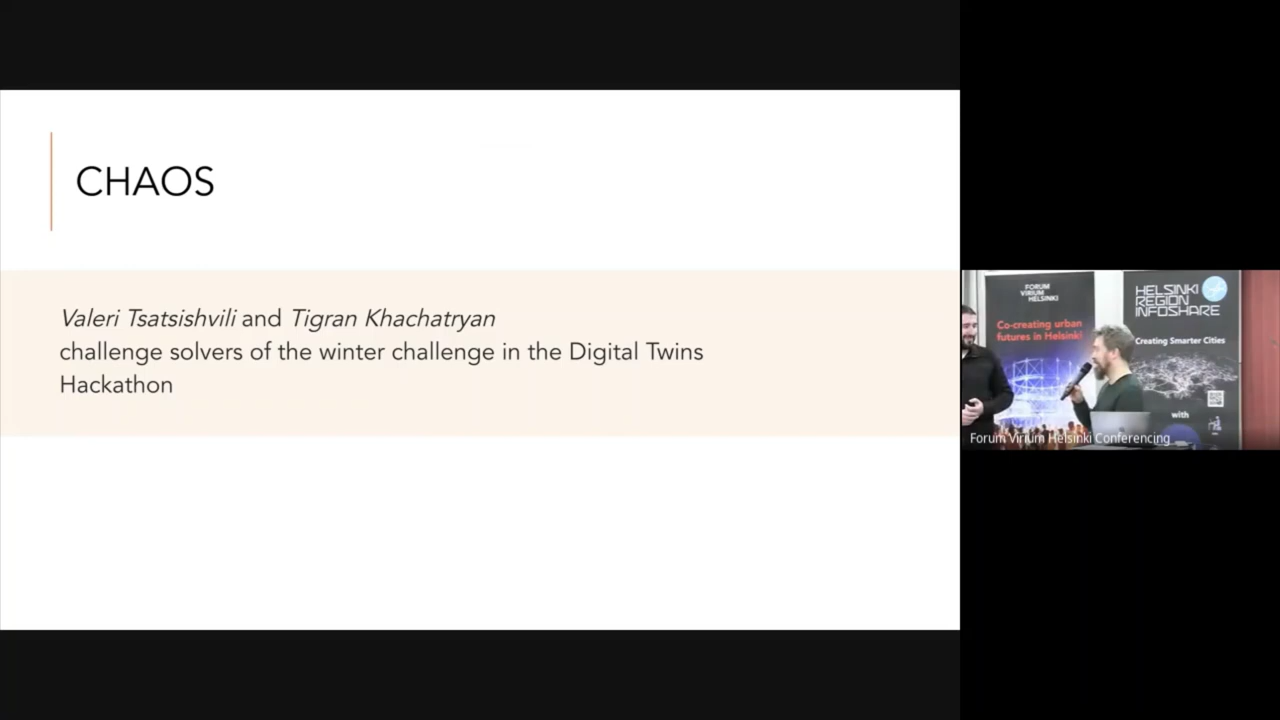 CHAOS
Valeri Tsatsishvili and Tigran Khachatryan
challenge solvers of the winter challenge in the Digital Twins
Hackathon
FORUM
VIRIUM
HELSINKI
Co-creating urban
futures in Helsinki
HELSINKI
REGION
INFOSHARE
Creating Smarter Cities
with
Forum Virium Helsinki Conferencing